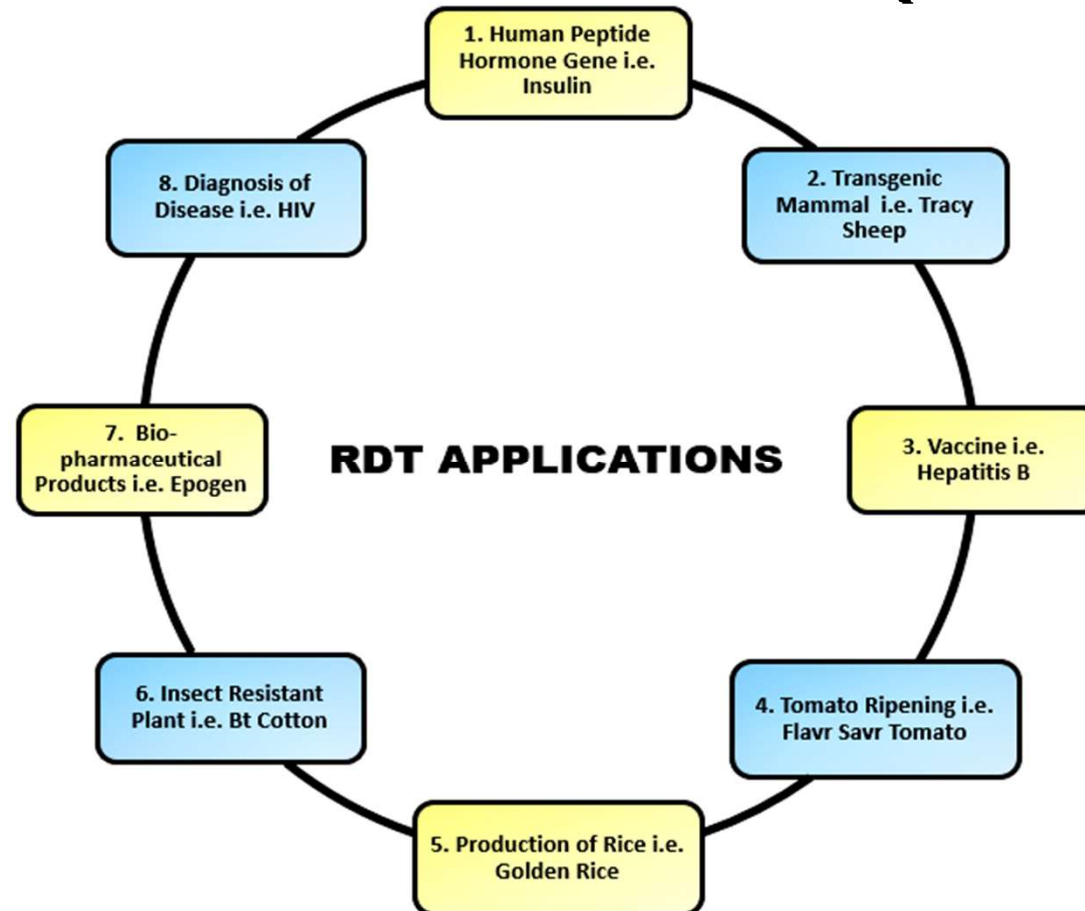 1. Human Peptide
Hormone Gene i.e.
Insulin
2. Transgenic
Mammal i.e. Tracy
Sheep
3. Vaccine i.e.
Hepatitis B
4. Tomato Ripening i.e.
Flavr Savr Tomato
5. Production of Rice i.e.
Golden Rice
6. Insect Resistant
Plant i.e. Bt Cotton
7. Bio-
pharmaceutical
Products i.e. Epogen
8. Diagnosis of
Disease i.e. HIV
RDT APPLICATIONS